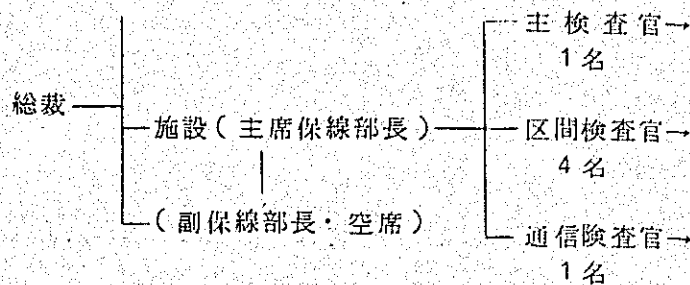 主検査官→
1名
総裁
施設(主席保線部長)
区間検査官→
4名
(副保線部長・空席)
通信険査官→
1名